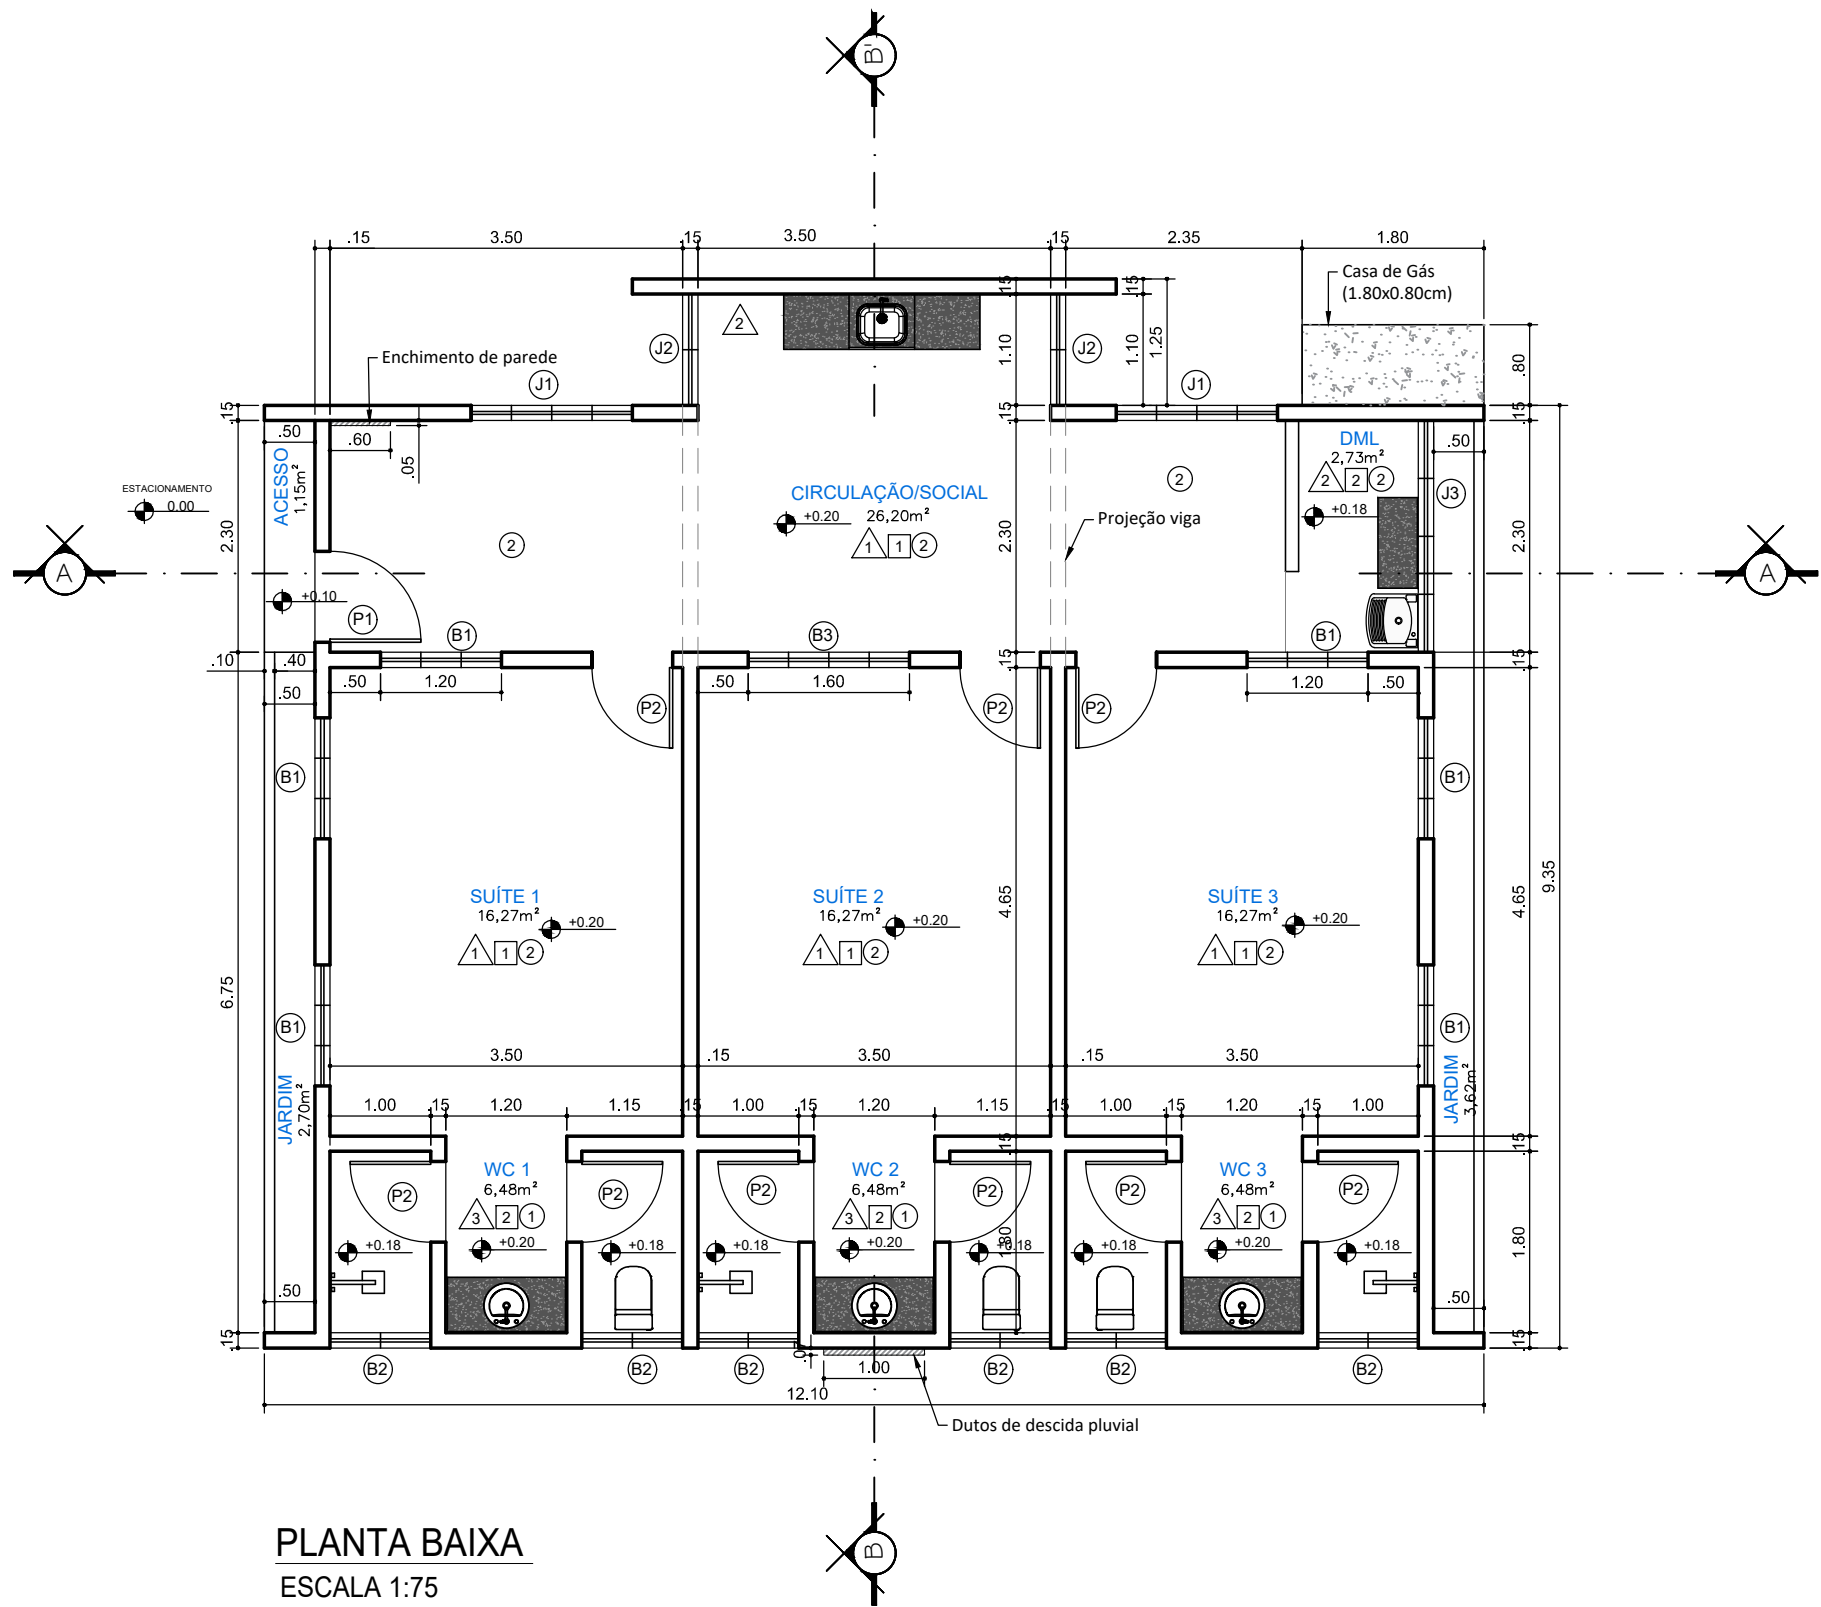 B'
.15 3.50 .15 3.50 .15 2.35 1.80
Casa de Gás
(1.80x0.80cm)
.15
.15
2
J2
J2
1.10
1.10
1.25
.80
Enchimento de parede
J1
J1
.15
.15
.15
.50
.60
.05
ACESSO
1,15m²
DML
2,73m²
2 2 2
+0.18
.50
J3
ESTACIONAMENTO
0.00
2.30
CIRCULAÇÃO/SOCIAL
+0.20 26,20m²
1 1 2
2
2
Projeção viga
2.30
2.30
A
A
+0.10
P1
B1
B3
B1
.10 .40
.50
.50 1.20
.50 1.60
1.20 .50
.15
.15
P2
P2
P2
B1
B1
SUÍTE 1
16,27m²
+0.20
1 1 2
SUÍTE 2
16,27m²
+0.20
1 1 2
SUÍTE 3
16,27m²
+0.20
1 1 2
4.65
4.65
9.35
6.75
B1
B1
3.50 .15 3.50 .15 3.50
JARDIM
2,70m²
JARDIM
3,62m²
1.00 .15 1.20 1.15 .15 1.00 .15 1.20 1.15 .15 1.00 .15 1.20 .15 1.00
.15
.15
WC 1
6,48m²
3 2 1
+0.20
WC 2
6,48m²
3 2 1
+0.20
WC 3
6,48m²
3 2 1
+0.20
P2
P2
P2
P2
P2
P2
+0.18
+0.18
+0.18
+0.18
+0.18
+0.18
1.80
1.80
.50
.50
.15
.15
B2
B2
B2
B2
B2
B2
.07
1.00
12.10
Dutos de descida pluvial
B
PLANTA BAIXA
ESCALA 1:75